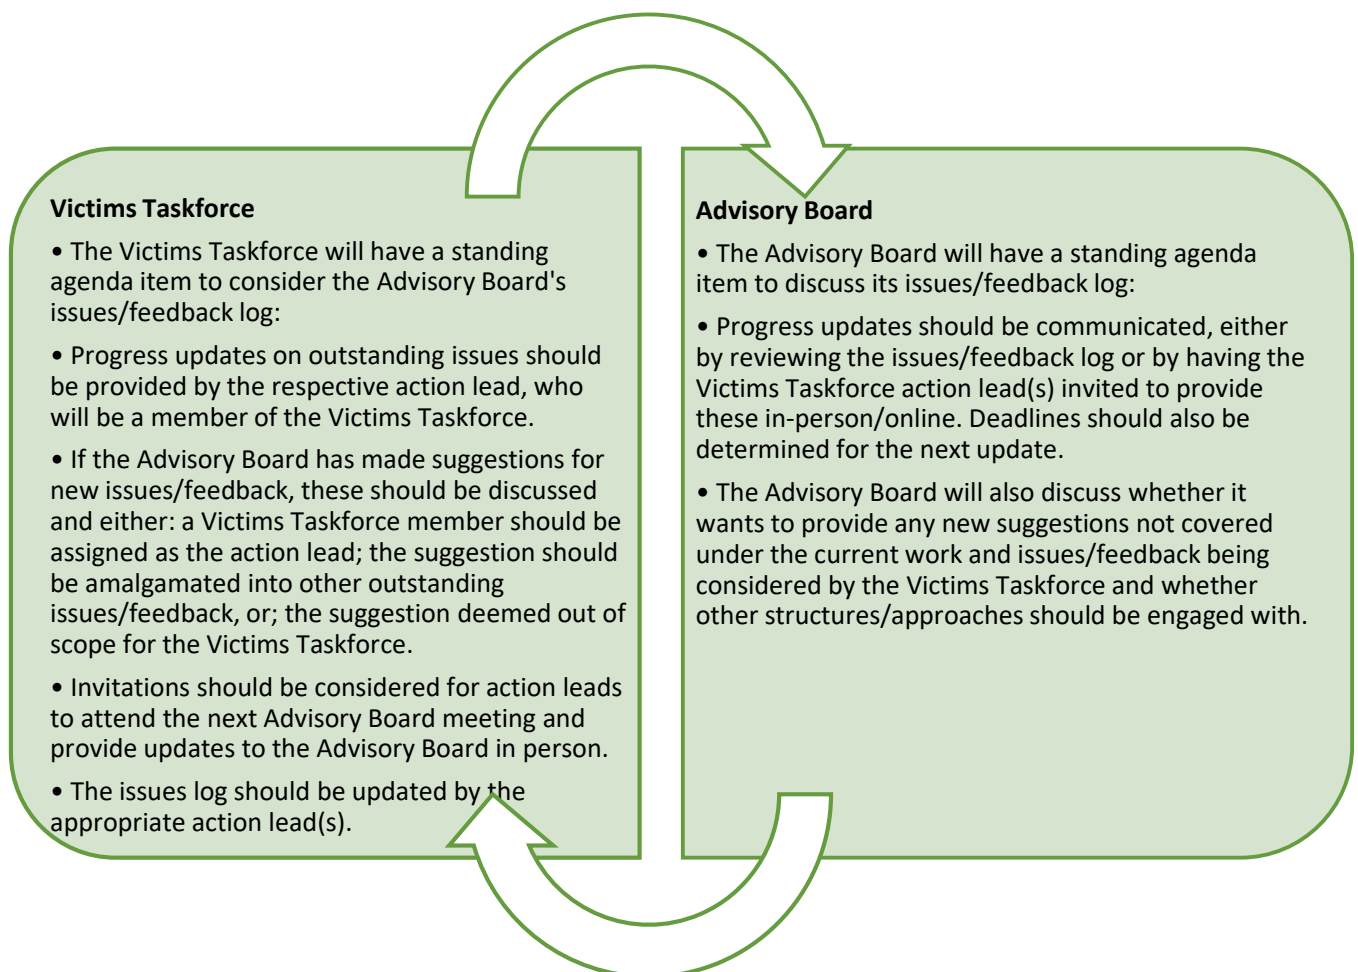 Victims Taskforce
• The Victims Taskforce will have a standing
agenda item to consider the Advisory Board's
issues/feedback log:
• Progress updates on outstanding issues should
be provided by the respective action lead, who
will be a member of the Victims Taskforce.
• If the Advisory Board has made suggestions for
new issues/feedback, these should be discussed
and either: a Victims Taskforce member should be
assigned as the action lead; the suggestion should
be amalgamated into other outstanding
issues/feedback, or; the suggestion deemed out of
scope for the Victims Taskforce.
• Invitations should be considered for action leads
to attend the next Advisory Board meeting and
provide updates to the Advisory Board in person.
• The issues log should be updated by the
appropriate action lead(s).
Advisory Board
• The Advisory Board will have a standing agenda
item to discuss its issues/feedback log:
• Progress updates should be communicated, either
by reviewing the issues/feedback log or by having the
Victims Taskforce action lead(s) invited to provide
these in-person/online. Deadlines should also be
determined for the next update.
• The Advisory Board will also discuss whether it
wants to provide any new suggestions not covered
under the current work and issues/feedback being
considered by the Victims Taskforce and whether
other structures/approaches should be engaged with.